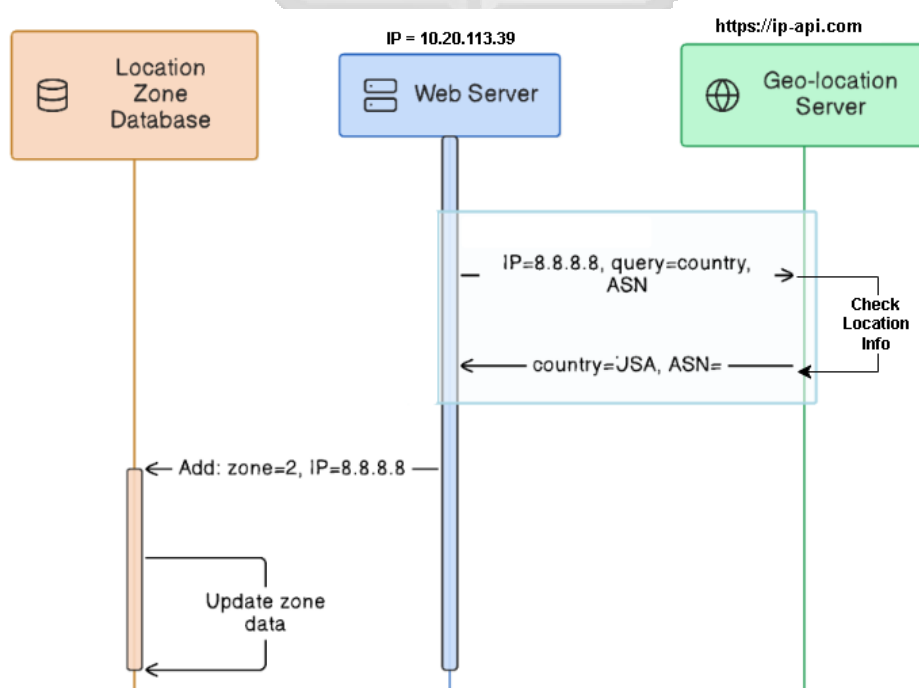 https://ip-api.com
IP = 10.20.113.39
Location
Zone
Database
Web Server
Geo-location
Server
IP=8.8.8.8, query=country,
ASN
Check
Location
Info
country=USA, ASN=
Add: zone=2, IP=8.8.8.8
Update zone
data